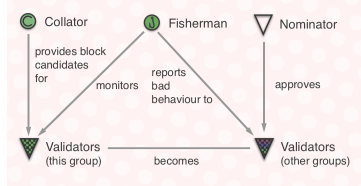 Collator
Fisherman
Nominator
provides block
candidates
for
monitors
reports
bad
behaviour to
approves
Validators
(this group)
becomes
Validators
(other groups)